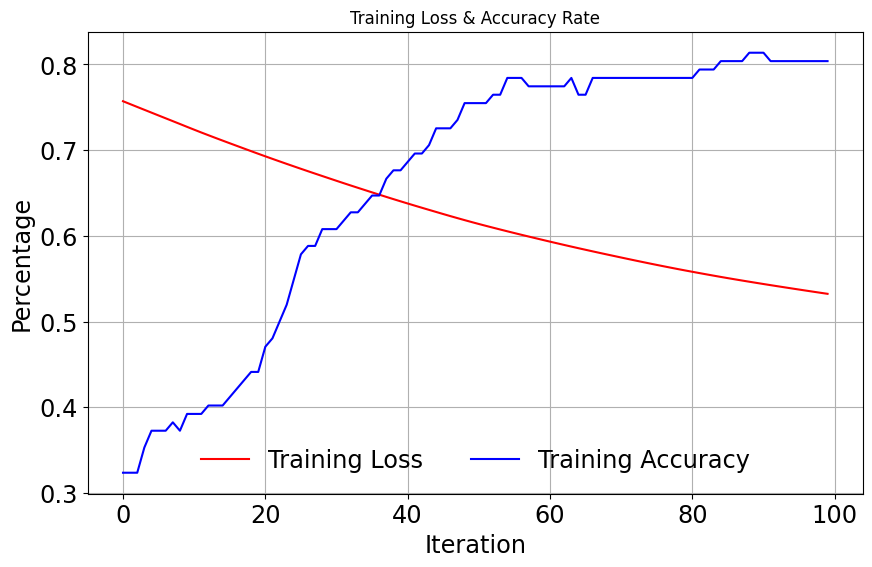 Training Loss & Accuracy Rate
0.8
0.7
0.6
0.5
0.4
0.3
Percentage
Training Loss Training Accuracy
0 20 40 60 80 100
Iteration